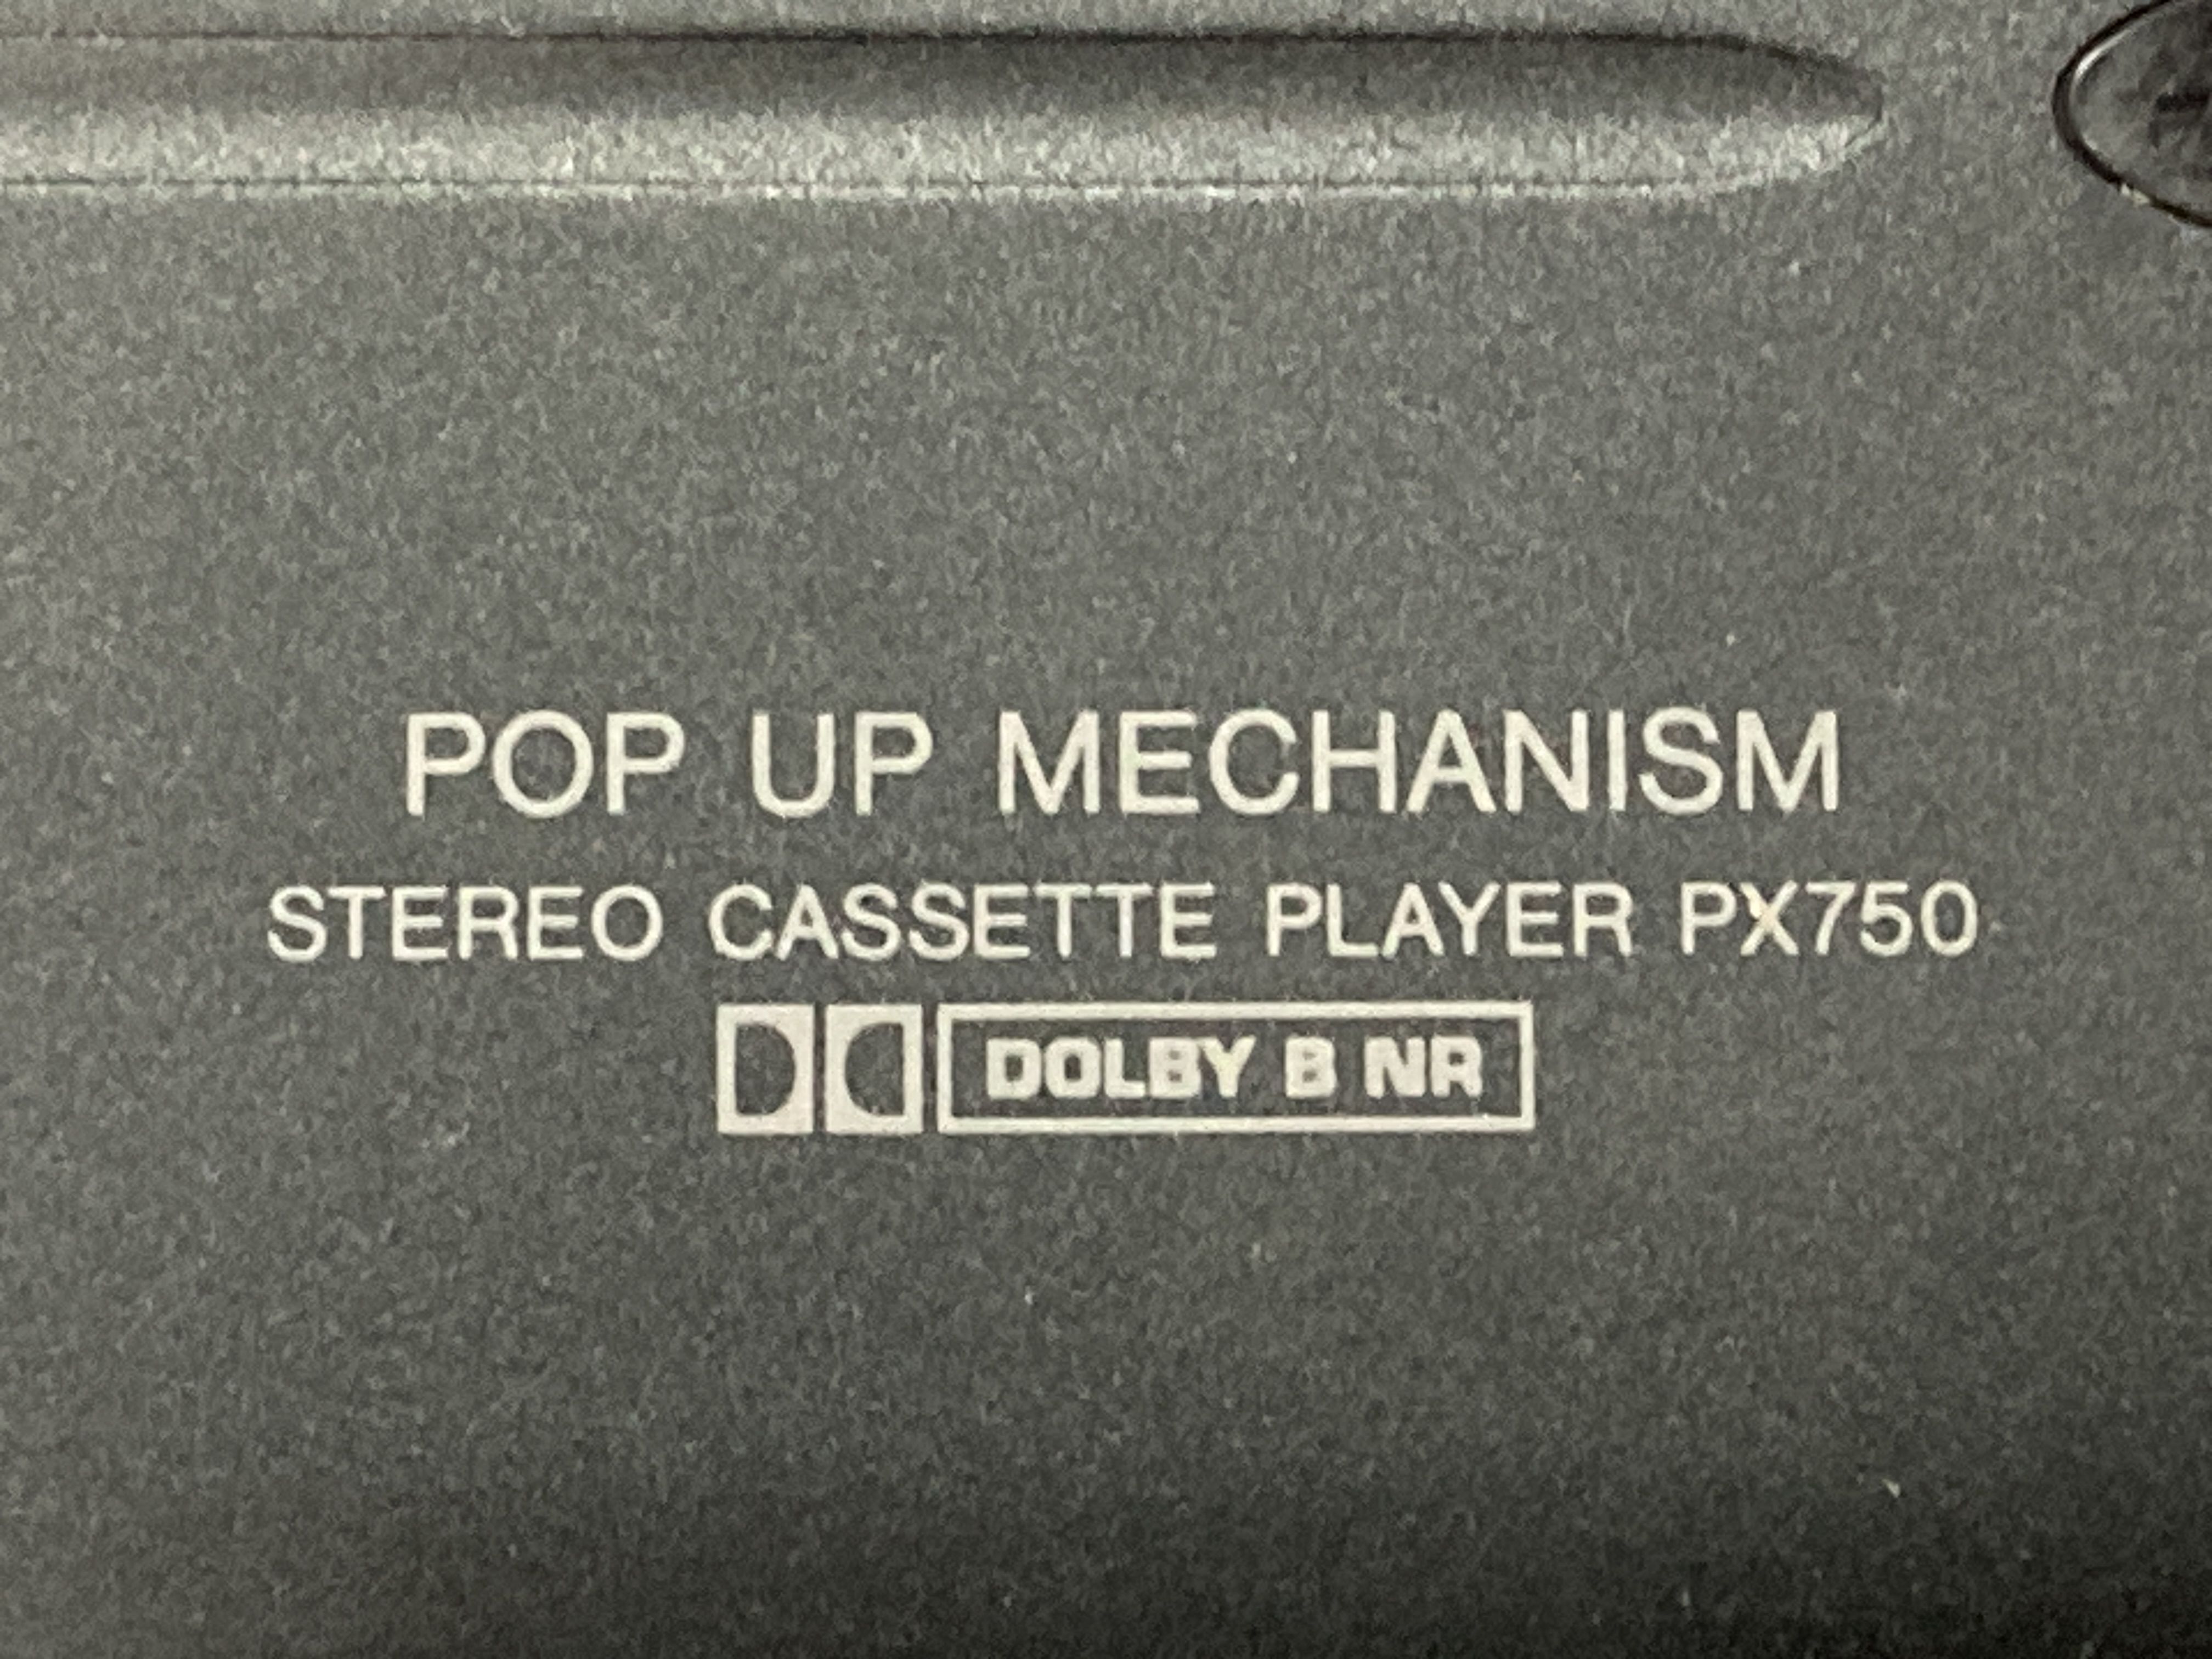 POP UP MECHANISM
STEREO CASSETTE PLAYER PX750
DOLBY B NR